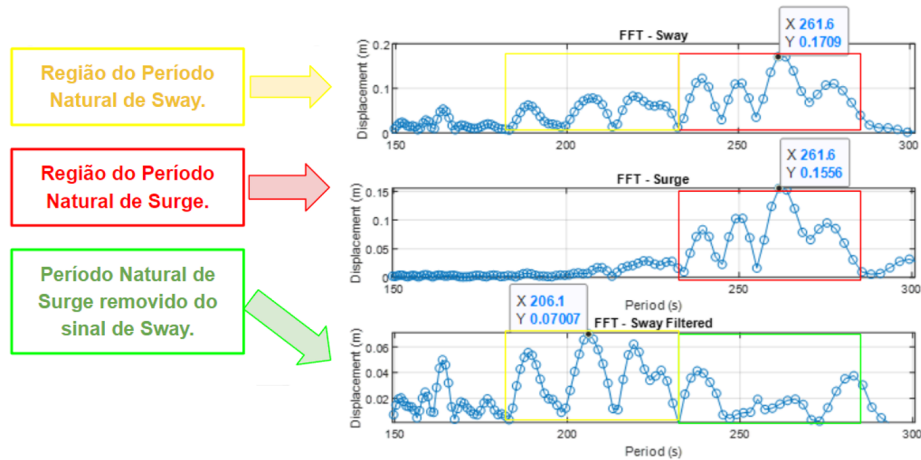 Região do Período
Natural de Sway.
Região do Período
Natural de Surge.
Período Natural de
Surge removido do
sinal de Sway.
FFT - Sway
X 261.6
Y 0.1709
Displacement (m)
0.2
0.1
0
150
200
250
300
FFT - Surge
X 261.6
Y 0.1556
Displacement (m)
0.15
0.1
0.05
0
150
200
250
300
Period (s)
X 206.1
Y 0.07007
FFT - Sway Filtered
Displacement (m)
0.06
0.04
0.02
150
200
250
300
Period (s)